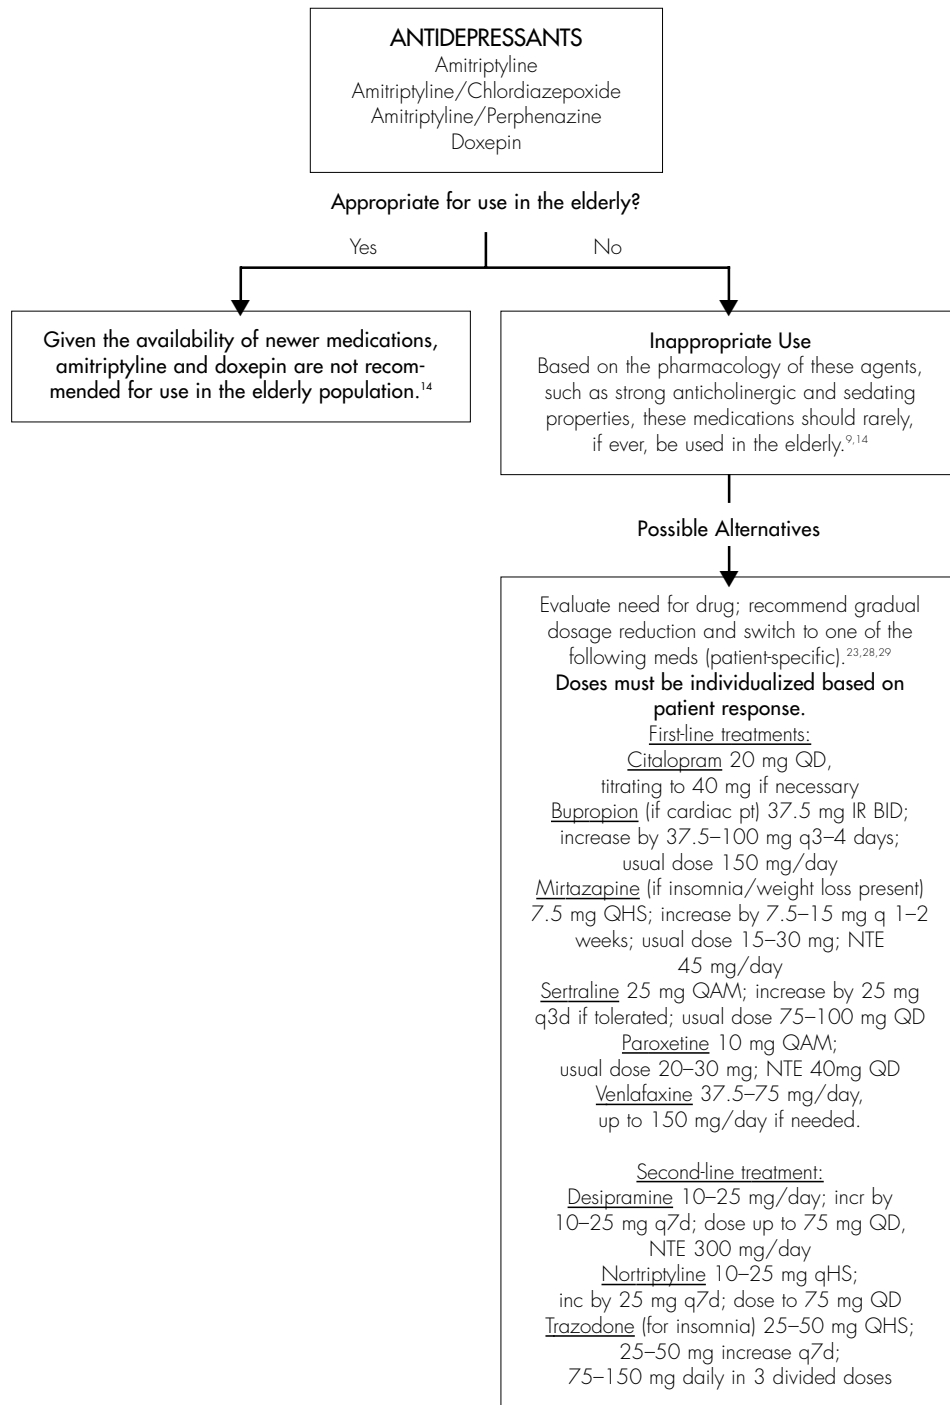 ANTIDEPRESSANTS
Amitriptyline
Amitriptyline/Chlordiazepoxide
Amitriptyline/Perphenazine
Doxepin
Appropriate for use in the elderly?
Yes
No
Given the availability of newer medications,
amitriptyline and doxepin are not recom-
mended for use in the elderly population.14
Inappropriate Use
Based on the pharmacology of these agents,
such as strong anticholinergic and sedating
properties, these medications should rarely,
if ever, be used in the elderly.9,14
Possible Alternatives
Evaluate need for drug; recommend gradual
dosage reduction and switch to one of the
following meds (patient-specific).23,28,29
Doses must be individualized based on
patient response.
First-line treatments:
Citalopram 20 mg QD,
titrating to 40 mg if necessary
Bupropion (if cardiac pt) 37.5 mg IR BID;
increase by 37.5–100 mg q3–4 days;
usual dose 150 mg/day
Mirtazapine (if insomnia/weight loss present)
7.5 mg QHS; increase by 7.5–15 mg q 1–2
weeks; usual dose 15–30 mg; NTE
45 mg/day
Sertraline 25 mg QAM; increase by 25 mg
q3d if tolerated; usual dose 75–100 mg QD
Paroxetine 10 mg QAM;
usual dose 20–30 mg; NTE 40mg QD
Venlafaxine 37.5–75 mg/day,
up to 150 mg/day if needed.
Second-line treatment:
Desipramine 10–25 mg/day; incr by
10–25 mg q7d; dose up to 75 mg QD,
NTE 300 mg/day
Nortriptyline 10–25 mg qHS;
inc by 25 mg q7d; dose to 75 mg QD
Trazodone (for insomnia) 25–50 mg QHS;
25–50 mg increase q7d;
75–150 mg daily in 3 divided doses